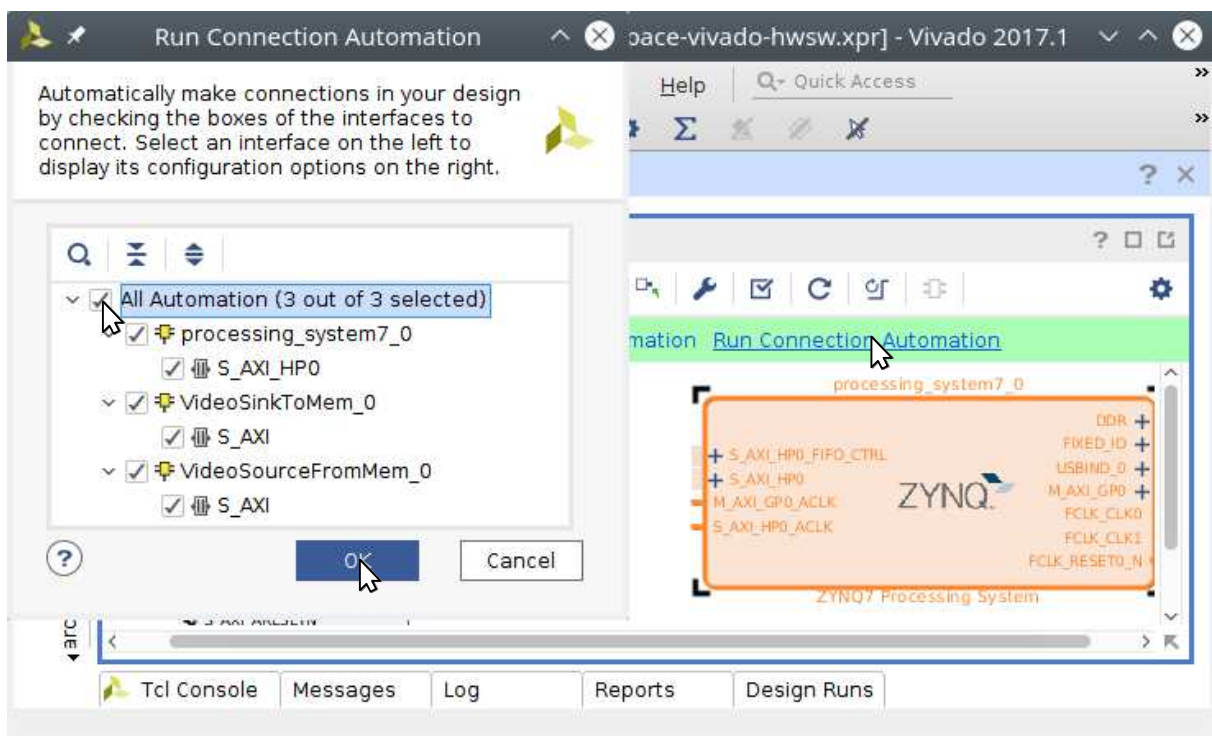 Run Connection Automation
pace-vivado-hwsw.xpr] - Vivado 2017.1
Automatically make connections in your design
by checking the boxes of the interfaces to
connect. Select an interface on the left to
display its configuration options on the right.
Help
Quick Access
All Automation (3 out of 3 selected)
processing_system7_0
S_AXI_HP0
VideoSinkToMem_0
S_AXI
VideoSourceFromMem_0
S_AXI
?
OK
Cancel
mation Run Connection Automation
processing_system7_0
S_AXI_HP0_FIFO_CTRL
S_AXI_HP0
M_AXI_GP0_ACLK
S_AXI_HP0_ACLK
ZYNQ
DDR
FIXED_IO
USBIND_0
M_AXI_GP0
FCLK_CLK0
FCLK_CLK1
FCLK_RESET0_N
ZYNQ7 Processing System
Tcl Console
Messages
Log
Reports
Design Runs